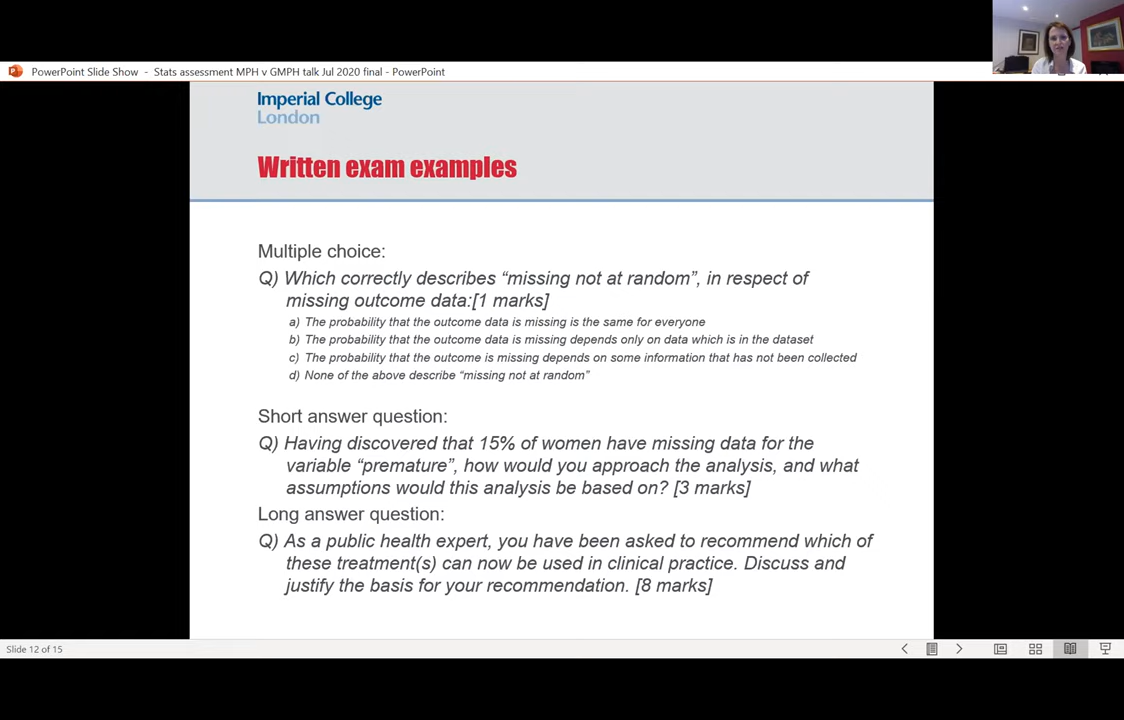 PowerPoint Slide Show - Stats assessment MPH v GMPH talk Jul 2020 final - PowerPoint
Imperial College
London
Written exam examples
Multiple choice:
Q) Which correctly describes “missing not at random”, in respect of
missing outcome data:[1 marks]
a) The probability that the outcome data is missing is the same for everyone
b) The probability that the outcome data is missing depends only on data which is in the dataset
c) The probability that the outcome is missing depends on some information that has not been collected
d) None of the above describe “missing not at random”
Short answer question:
Q) Having discovered that 15% of women have missing data for the
variable “premature”, how would you approach the analysis, and what
assumptions would this analysis be based on? [3 marks]
Long answer question:
Q) As a public health expert, you have been asked to recommend which of
these treatment(s) can now be used in clinical practice. Discuss and
justify the basis for your recommendation. [8 marks]
Slide 12 of 15